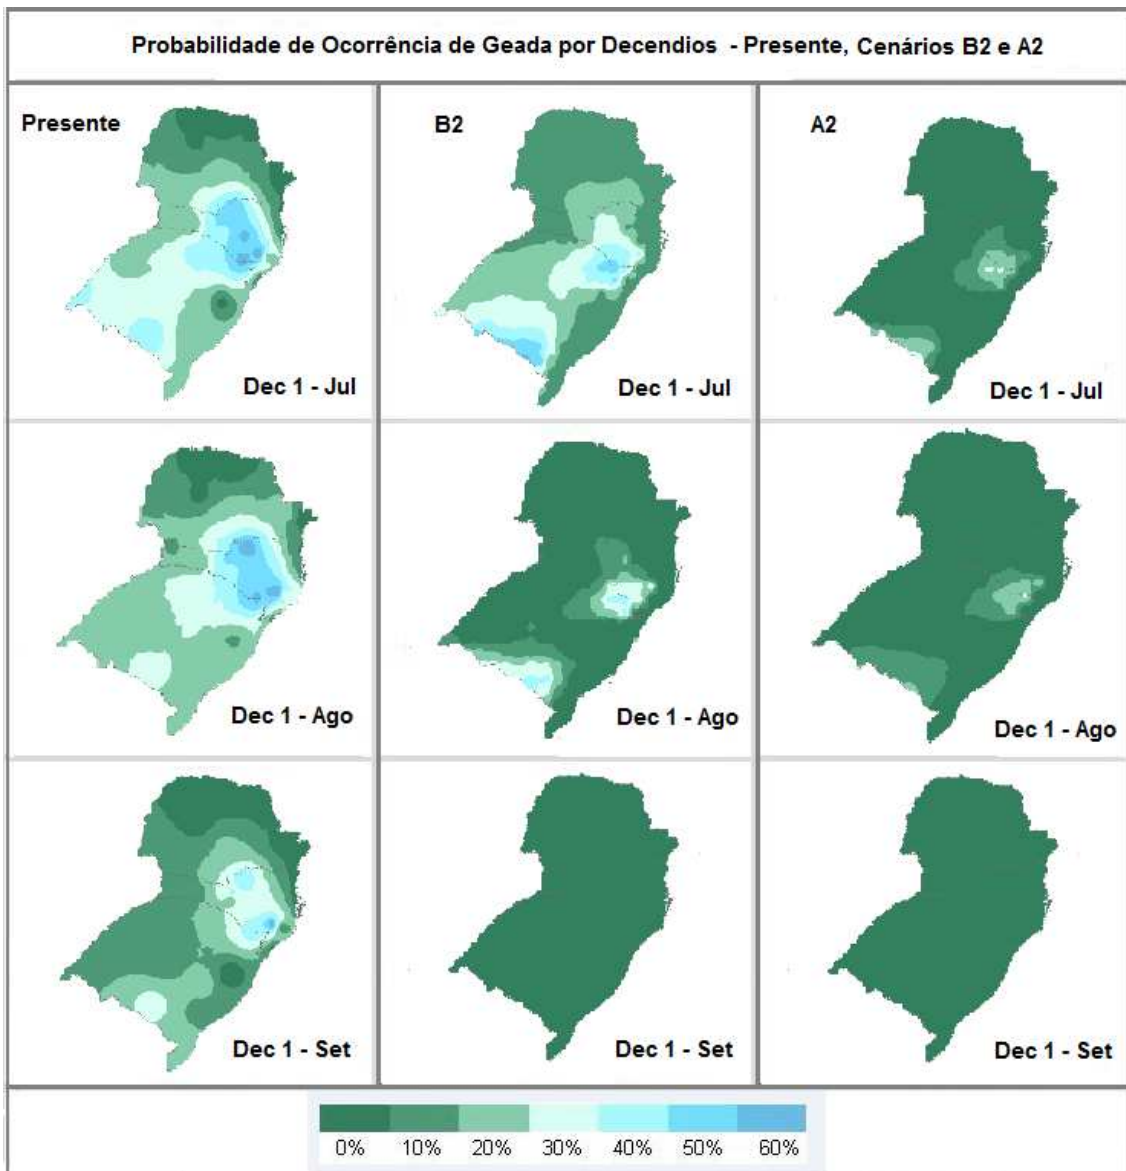 Probabilidade de Ocorrência de Geada por Decendios - Presente, Cenários B2 e A2
Presente
B2
A2
Dec 1 - Jul
Dec 1 - Jul
Dec 1 - Jul
Dec 1 - Ago
Dec 1 - Ago
Dec 1 - Ago
Dec 1 - Set
Dec 1 - Set
Dec 1 - Set
0% 10% 20% 30% 40% 50% 60%